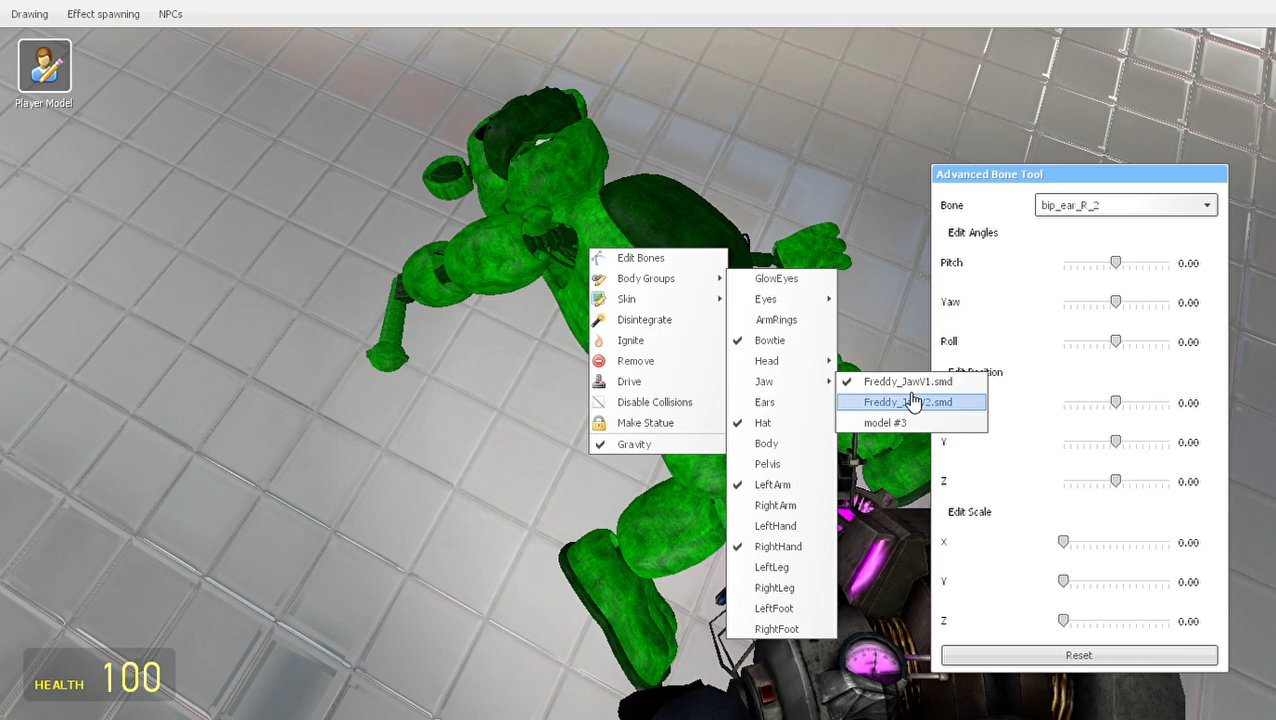 Drawing
Effect spawning
NPCs
Player Model
Advanced Bone Tool
Bone
bip_ear_R_2
Edit Angles
Pitch
0.00
Yaw
0.00
Roll
0.00
0.00
Y
0.00
Z
0.00
Edit Scale
X
0.00
Y
0.00
Z
0.00
Reset
Edit Bones
Body Groups
Skin
Disintegrate
Ignite
Remove
Drive
Disable Collisions
Make Statue
Gravity
GlowEyes
Eyes
ArmRings
Bowtie
Head
Jaw
Ears
Hat
Body
Pelvis
LeftArm
RightArm
LeftHand
RightHand
LeftLeg
RightLeg
LeftFoot
RightFoot
Freddy_JawV1.smd
model #3
HEALTH 100